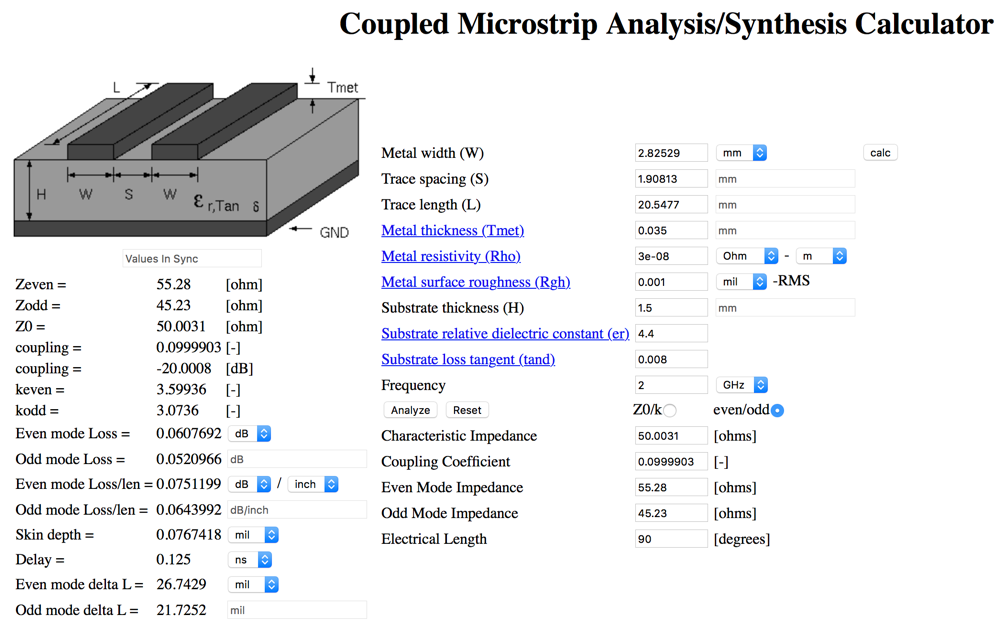 Coupled Microstrip Analysis/Synthesis Calculator
L
Tmet
H
W
S
W
ε r,Tan δ
GND
Values In Sync
Zeven = 55.28 [ohm]
Zodd = 45.23 [ohm]
Z0 = 50.0031 [ohm]
coupling = 0.0999903 [-]
coupling = -20.0008 [dB]
keven = 3.59936 [-]
kodd = 3.0736 [-]
Even mode Loss = 0.0607692 dB
Odd mode Loss = 0.0520966 dB
Even mode Loss/len = 0.0751199 dB / inch
Odd mode Loss/len = 0.0643992 dB/inch
Skin depth = 0.0767418 mil
Delay = 0.125 ns
Even mode delta L = 26.7429 mil
Odd mode delta L = 21.7252 mil
Metal width (W) 2.82529 mm calc
Trace spacing (S) 1.90813 mm
Trace length (L) 20.5477 mm
Metal thickness (Tmet) 0.035 mm
Metal resistivity (Rho) 3e-08 Ohm - m
Metal surface roughness (Rgh) 0.001 mil -RMS
Substrate thickness (H) 1.5 mm
Substrate relative dielectric constant (er) 4.4
Substrate loss tangent (tand) 0.008
Frequency 2 GHz
Analyze Reset Z0/k even/odd
Characteristic Impedance 50.0031 [ohms]
Coupling Coefficient 0.0999903 [-]
Even Mode Impedance 55.28 [ohms]
Odd Mode Impedance 45.23 [ohms]
Electrical Length 90 [degrees]